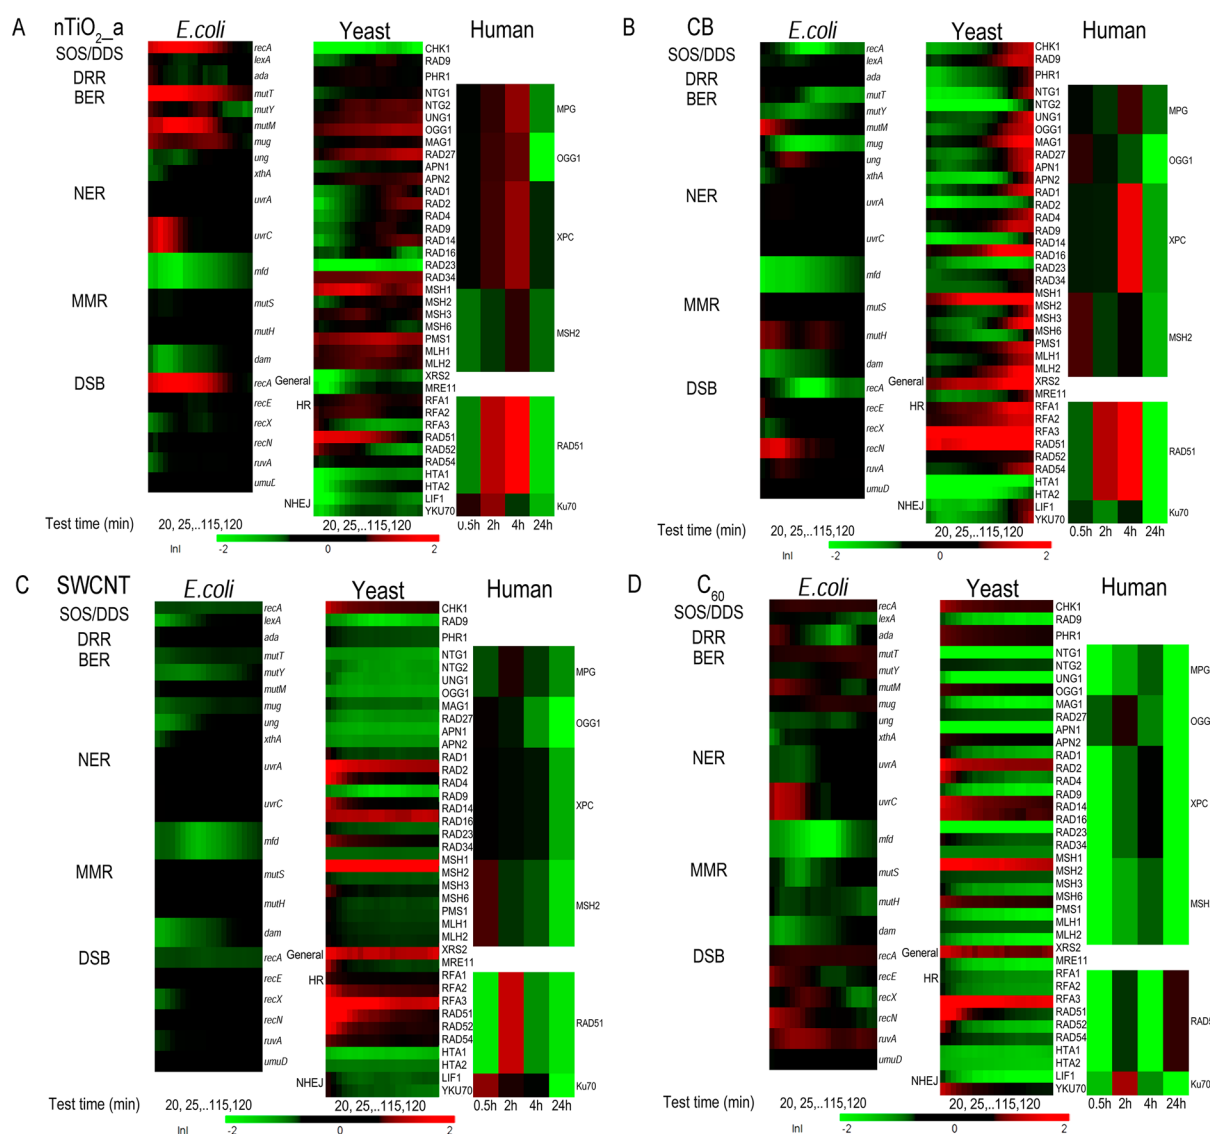 A nTiO2_a E.coli Yeast Human
SOS/DDS
DRR
BER
NER
MMR
DSB
recA
lexA
ada
mutT
mutY
mutM
mug
ung
xthA
uvrA
uvrC
mfd
mutS
mutH
dam
recA
recE
recX
recN
ruvA
General
HR
NHEJ
CHK1
RAD9
PHR1
NTG1
NTG2
UNG1
OGG1
MAG1
RAD27
APN1
APN2
RAD1
RAD2
RAD4
RAD9
RAD14
RAD16
RAD23
RAD34
MSH1
MSH2
MSH3
MSH6
PMS1
MLH1
MLH2
XRS2
MRE11
RFA1
RFA2
RFA3
RAD51
RAD52
RAD54
HTA1
HTA2
LIF1
YKU70
MPG
OGG1
XPC
MSH2
RAD51
Ku70
Test time (min) 20, 25,..115,120 20, 25,..115,120 0.5h 2h 4h 24h
lnI -2 0 2
B CB E.coli Yeast Human
SOS/DDS
DRR
BER
NER
MMR
DSB
recA
lexA
ada
mutT
mutY
mutM
mug
ung
xthA
uvrA
uvrC
mfd
mutS
mutH
dam
recA
recE
recX
recN
ruvA
umuD
General
HR
NHEJ
CHK1
RAD9
PHR1
NTG1
NTG2
UNG1
OGG1
MAG1
RAD27
APN1
APN2
RAD1
RAD2
RAD4
RAD9
RAD14
RAD16
RAD23
RAD34
MSH1
MSH2
MSH3
MSH6
PMS1
MLH1
MLH2
XRS2
MRE11
RFA1
RFA2
RFA3
RAD51
RAD52
RAD54
HTA1
HTA2
LIF1
YKU70
MPG
OGG1
XPC
MSH2
RAD51
Ku70
Test time (min) 20, 25,..115,120 20, 25,..115,120 0.5h 2h 4h 24h
lnI -2 0 2
C SWCNT E.coli Yeast Human
SOS/DDS
DRR
BER
NER
MMR
DSB
recA
lexA
ada
mutT
mutY
mutM
mug
ung
xthA
uvrA
uvrC
mfd
mutS
mutH
dam
recA
recE
recX
recN
ruvA
umuD
General
HR
NHEJ
CHK1
RAD9
PHR1
NTG1
NTG2
UNG1
OGG1
MAG1
RAD27
APN1
APN2
RAD1
RAD2
RAD4
RAD9
RAD14
RAD16
RAD23
RAD34
MSH1
MSH2
MSH3
MSH6
PMS1
MLH1
MLH2
XRS2
MRE11
RFA1
RFA2
RFA3
RAD51
RAD52
RAD54
HTA1
HTA2
LIF1
YKU70
MPG
OGG1
XPC
MSH2
RAD51
Ku70
Test time (min) 20, 25,..115,120 20, 25,..115,120 0.5h 2h 4h 24h
lnI -2 0 2
D C60 E.coli Yeast Human
SOS/DDS
DRR
BER
NER
MMR
DSB
recA
lexA
ada
mutT
mutY
mutM
mug
ung
xthA
uvrA
uvrC
mfd
mutS
mutH
dam
recA
recE
recX
recN
ruvA
umuD
General
HR
NHEJ
CHK1
RAD9
PHR1
NTG1
NTG2
UNG1
OGG1
MAG1
RAD27
APN1
APN2
RAD1
RAD2
RAD4
RAD9
RAD14
RAD16
RAD23
RAD34
MSH1
MSH2
MSH3
MSH6
PMS1
MLH1
MLH2
XRS2
MRE11
RFA1
RFA2
RFA3
RAD51
RAD52
RAD54
HTA1
HTA2
LIF1
YKU70
MPG
OGG
XPC
MSH
RAD5
Ku70
Test time (min) 20, 25,..115,120 20, 25,..115,120 0.5h 2h 4h 24h
lnI -2 0 2